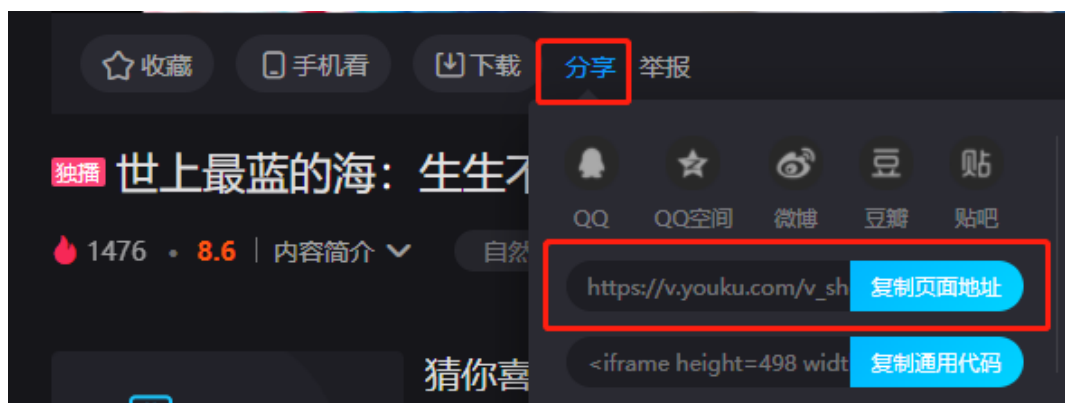 收藏 手机看 下载 分享 举报
独播 世上最蓝的海：生生不
QQ QQ空间 微博 豆瓣 贴吧
豆 贴
1476 • 8.6 内容简介 自然
https://v.youku.com/v_sh 复制页面地址
<iframe height=498 widt 复制通用代码
猜你喜